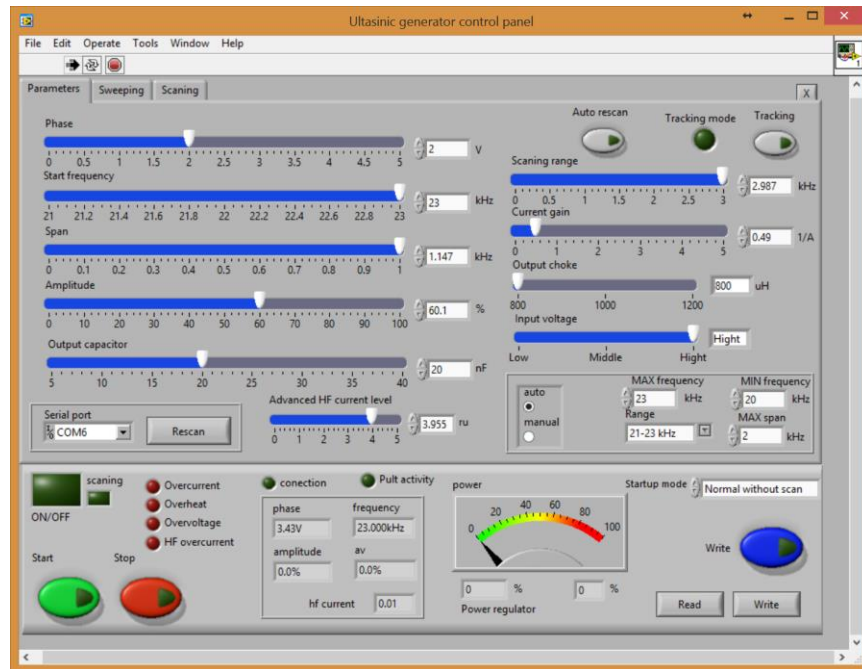 Ultasinic generator control panel
File Edit Operate Tools Window Help
1
Parameters Sweeping Scaning X
Phase
0 0.5 1 1.5 2 2.5 3 3.5 4 4.5 5
2 V
Start frequency
21 21.2 21.4 21.6 21.8 22 22.2 22.4 22.6 22.8 23
23 kHz
Span
0 0.1 0.2 0.3 0.4 0.5 0.6 0.7 0.8 0.9 1
1.147 kHz
Amplitude
0 10 20 30 40 50 60 70 80 90 100
60.1 %
Output capacitor
5 10 15 20 25 30 35 40
20 nF
Serial port
COM6
Rescan
Advanced HF current level
0 1 2 3 4 5
3.955 ru
Auto rescan Tracking mode Tracking
Scaning range
0 0.5 1 1.5 2 2.5 3
2.987 kHz
Current gain
0 1 2 3 4 5
0.49 1/A
Output choke
800 1000 1200
800 uH
Input voltage
Low Middle Hight
Hight
auto
manual
MAX frequency MIN frequency
23 kHz 20 kHz
Range MAX span
21-23 kHz 2 kHz
ON/OFF
scaning
Overcurrent
Overheat
Overvoltage
HF overcurrent
Start Stop
conection Pult activity
phase frequency
3.43V 23.000kHz
amplitude av
0.0% 0.0%
hf current 0.01
power
0 20 40 60 80 100
0 % 0 %
Power regulator
Startup mode Normal without scan
Write
Read Write